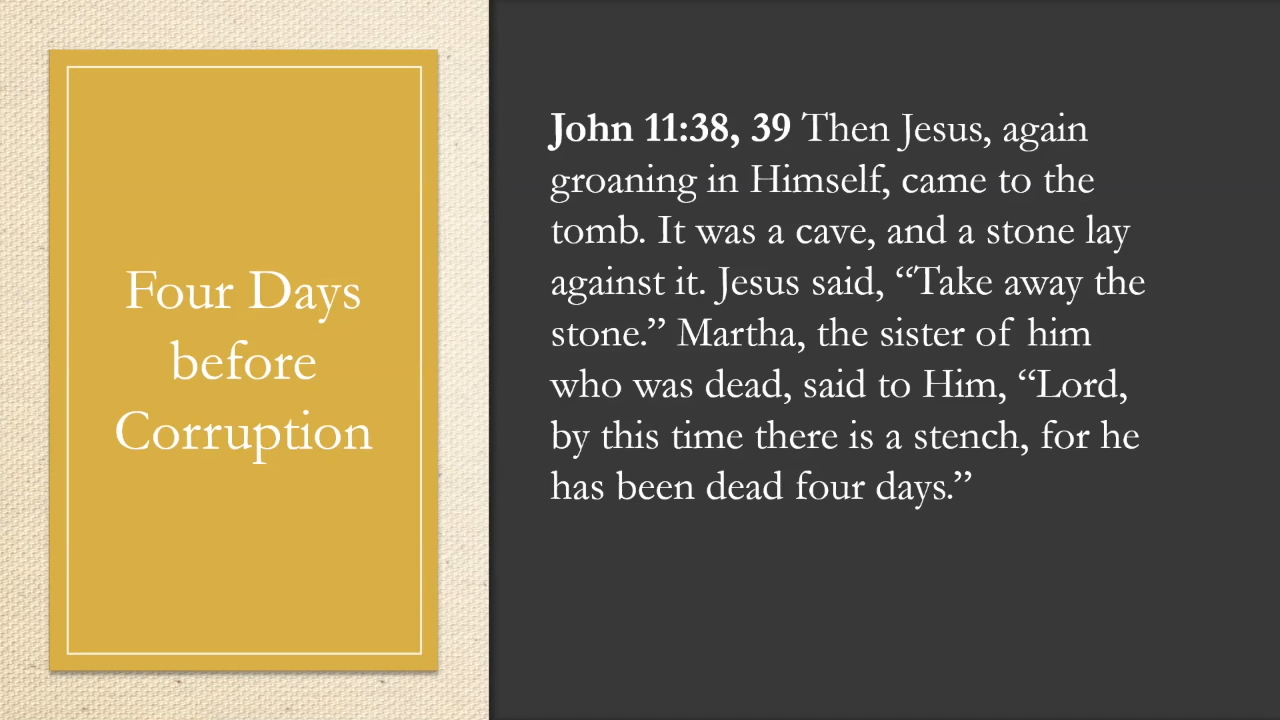 Four Days
before
Corruption
John 11:38, 39 Then Jesus, again
groaning in Himself, came to the
tomb. It was a cave, and a stone lay
against it. Jesus said, “Take away the
stone.” Martha, the sister of him
who was dead, said to Him, “Lord,
by this time there is a stench, for he
has been dead four days.”